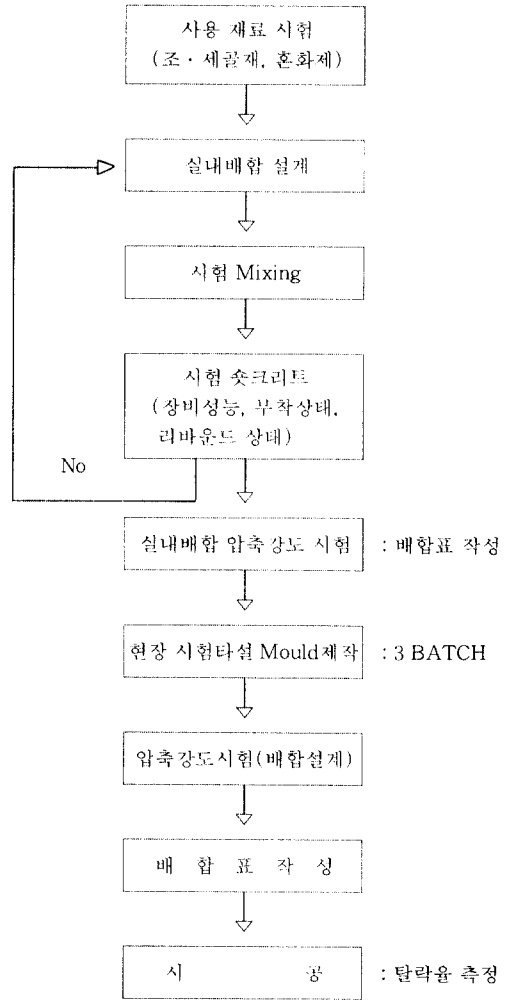 사용 재료 시험
(조·세골재, 혼화제)
실내배합 설계
시험 Mixing
시험 숏크리트
(장비성능, 부착상태,
리바운드 상태)
No
실내배합 압축강도 시험 : 배합표 작성
현장 시험타설 Mould제작 : 3 BATCH
압축강도시험(배합설계)
배 합 표 작 성
시 공 : 탈락율 측정